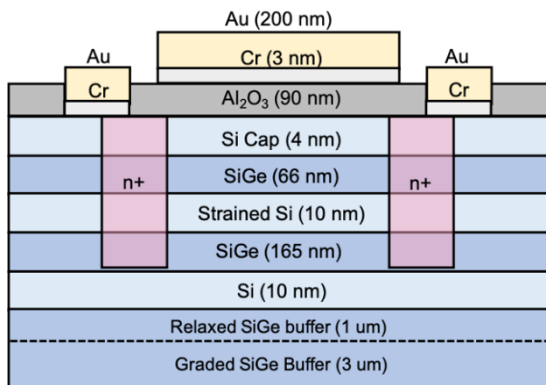 Au (200 nm)
Au
Cr (3 nm)
Au
Cr
Cr
Al₂O₃ (90 nm)
Si Cap (4 nm)
n+
SiGe (66 nm)
n+
Strained Si (10 nm)
SiGe (165 nm)
Si (10 nm)
Relaxed SiGe buffer (1 um)
Graded SiGe Buffer (3 um)